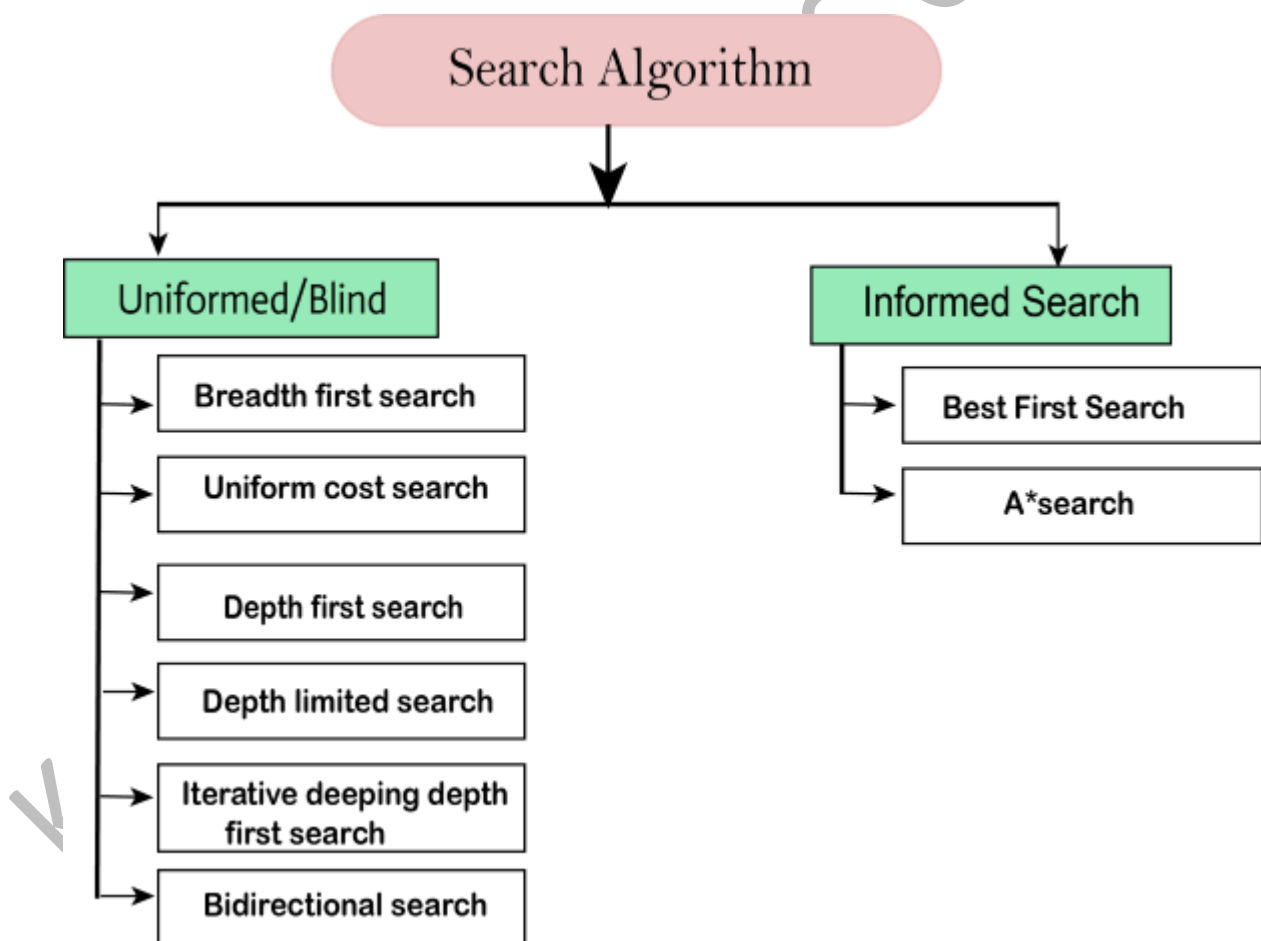 Search Algorithm
Uniformed/Blind
Breadth first search
Uniform cost search
Depth first search
Depth limited search
Iterative deeping depth
first search
Bidirectional search
Informed Search
Best First Search
A*search